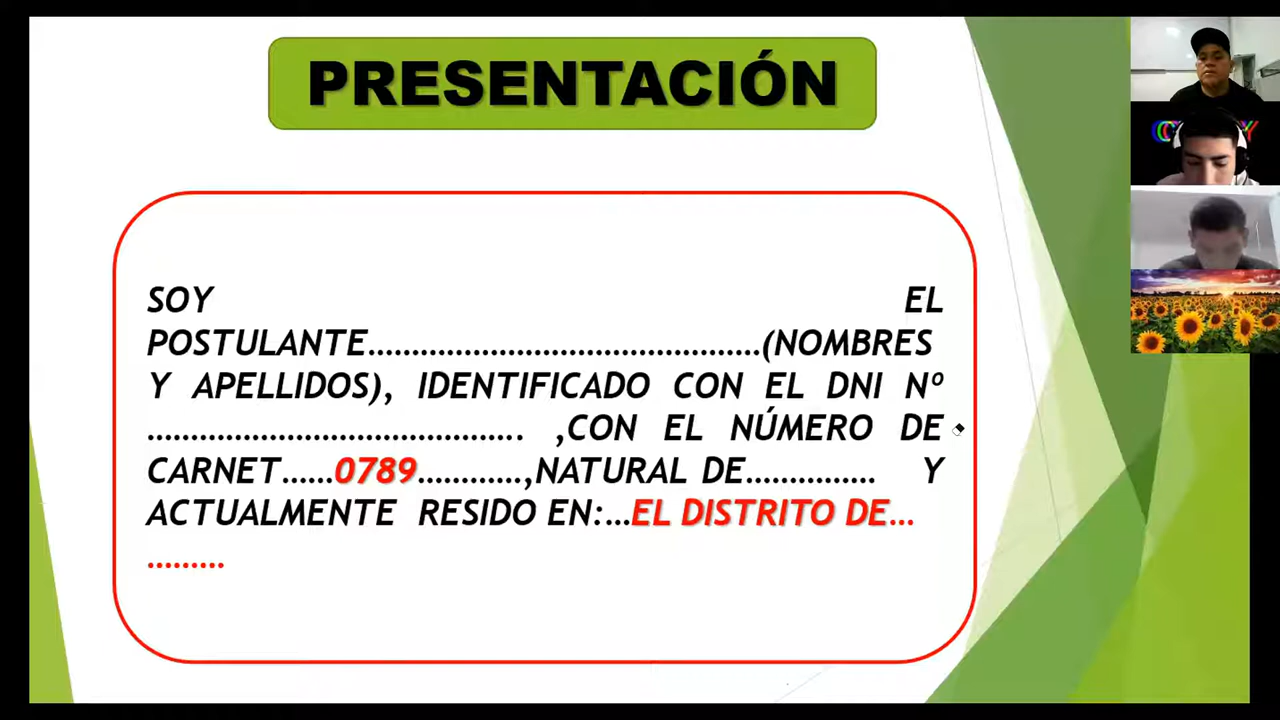 PRESENTACIÓN
SOY EL
POSTULANTE.............................................(NOMBRES
Y APELLIDOS), IDENTIFICADO CON EL DNI Nº
........................................... ,CON EL NÚMERO DE
CARNET......0789............,NATURAL DE............... Y
ACTUALMENTE RESIDO EN:...EL DISTRITO DE...
.........